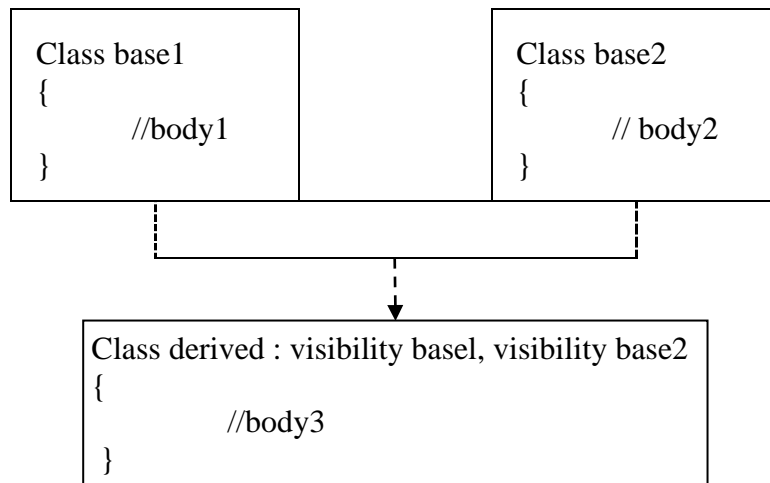 Class base1
{
//body1
}
Class base2
{
// body2
}
Class derived : visibility basel, visibility base2
{
//body3
}